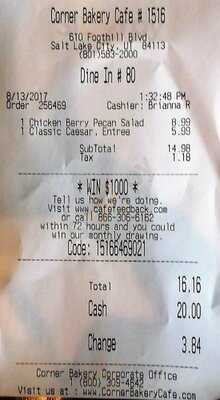 Corner Bakery Cafe # 1516
610 Foothill Blvd
Salt Lake City, UT 84113
(801)583-2000
Dine In # 80
8/13/2017 1:32:48 PM
Order 256469 Cashier: Brianna R
1 Chicken Berry Pecan Salad 8.99
1 Classic Caesar, Entree 5.99
SubTotal 14.98
Tax 1.18
* WIN $1000 *
Tell us how we're doing.
Visit www.cafefeedback.com
or call 866-306-6162
within 72 hours and you could
win our monthly drawing.
Code: 15166469021
Total 16.16
Cash 20.00
Change 3.84
Corner Bakery Corporate Office
1 (800) 309-4642
Visit us at : www.CornerBakeryCafe.com